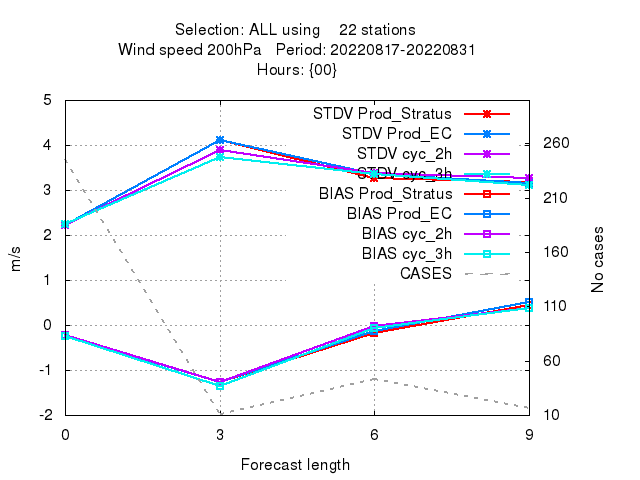 Selection: ALL using 22 stations
Wind speed 200hPa Period: 20220817-20220831
Hours: {00}
5
4
3
2
1
0
-1
-2
m/s
STDV Prod_Stratus
STDV Prod_EC
STDV cyc_2h
STDV cyc_3h
BIAS Prod_Stratus
BIAS Prod_EC
BIAS cyc_2h
BIAS cyc_3h
CASES
260
210
160
110
60
10
No cases
0 3 6 9
Forecast length